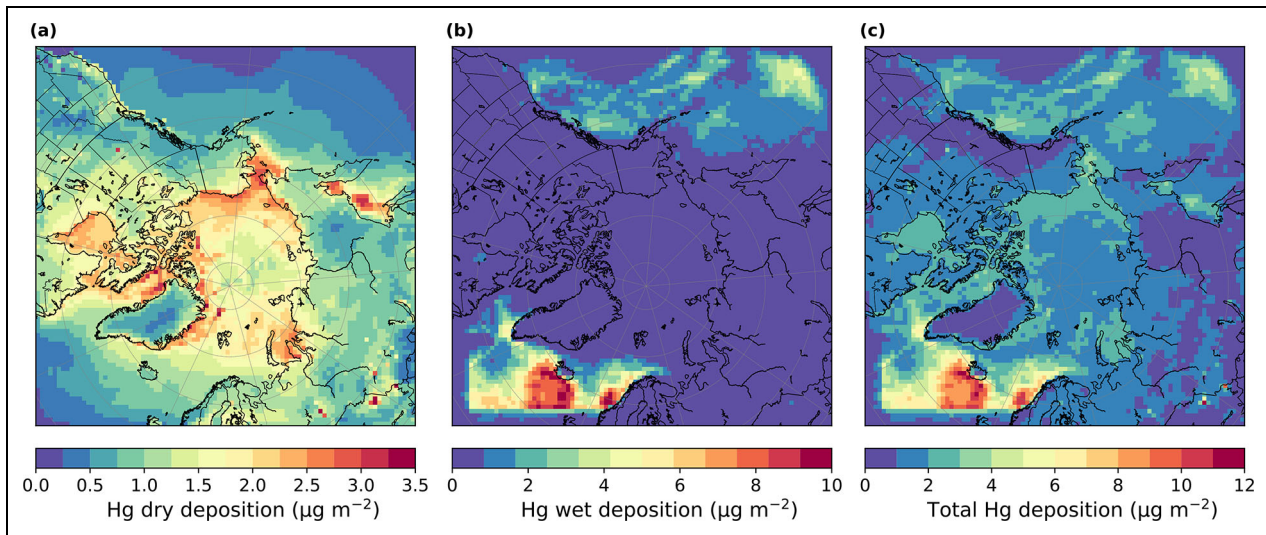 (a) (b) (c)
0.0 0.5 1.0 1.5 2.0 2.5 3.0 3.5 0 2 4 6 8 10 0 2 4 6 8 10 12
Hg dry deposition (μg m⁻²) Hg wet deposition (μg m⁻²) Total Hg deposition (μg m⁻²)